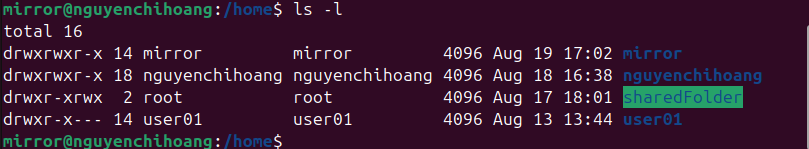 mirror@nguyenchihoang:/home$ ls -l
total 16
drwxrwxr-x 14 mirror         mirror         4096 Aug 19 17:02 mirror
drwxrwxr-x 18 nguyenchihoang nguyenchihoang 4096 Aug 18 16:38 nguyenchihoang
drwxr-xrwx  2 root           root           4096 Aug 17 18:01 sharedFolder
drwxr-x--- 14 user01         user01         4096 Aug 13 13:44 user01
mirror@nguyenchihoang:/home$